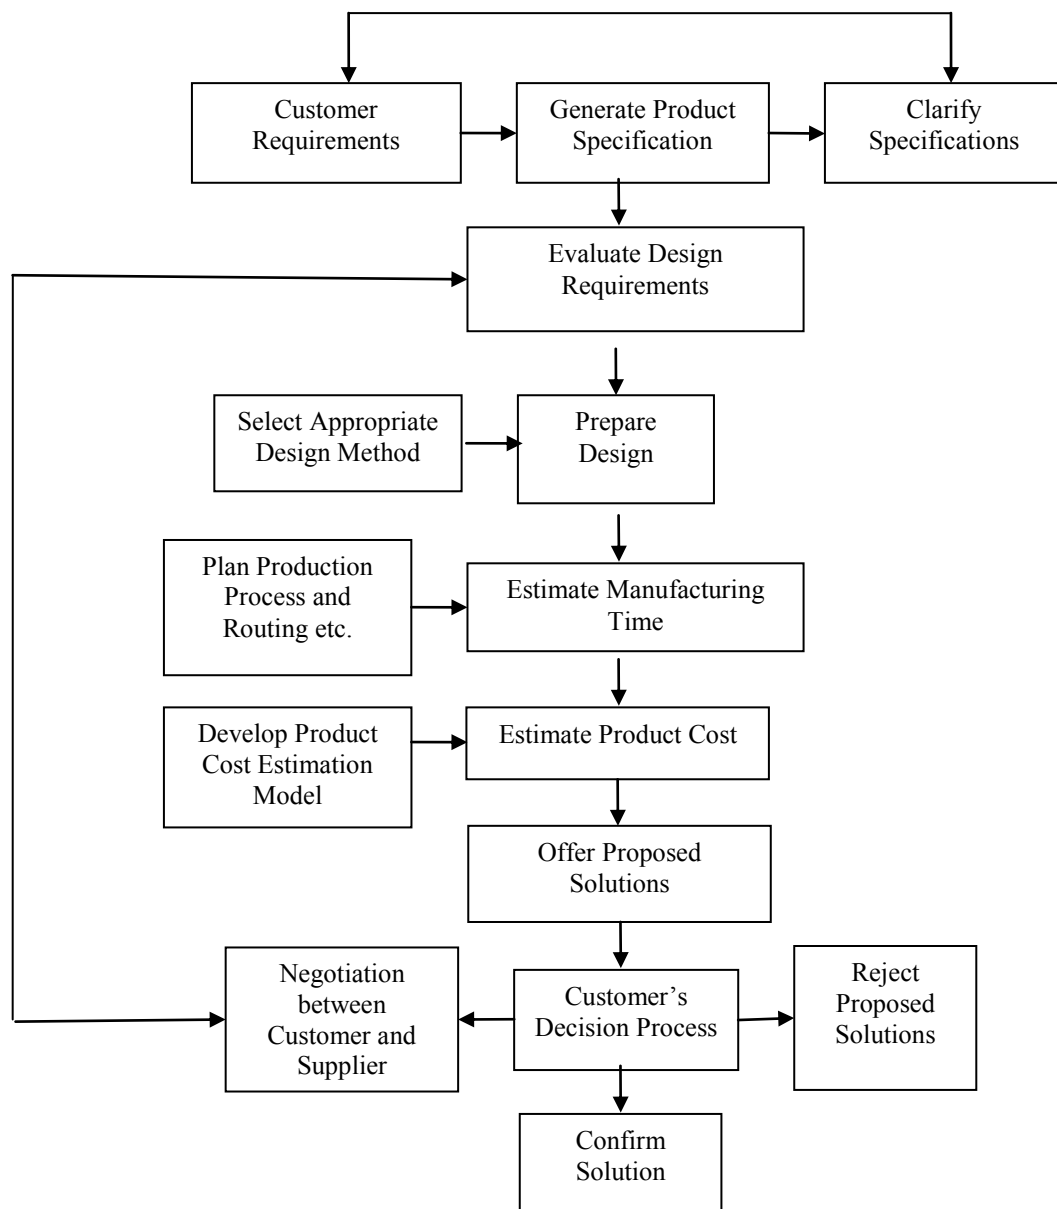 Customer
Requirements
Generate Product
Specification
Clarify
Specifications
Evaluate Design
Requirements
Select Appropriate
Design Method
Prepare
Design
Plan Production
Process and
Routing etc.
Estimate Manufacturing
Time
Develop Product
Cost Estimation
Model
Estimate Product Cost
Offer Proposed
Solutions
Negotiation
between
Customer and
Supplier
Customer’s
Decision Process
Reject
Proposed
Solutions
Confirm
Solution